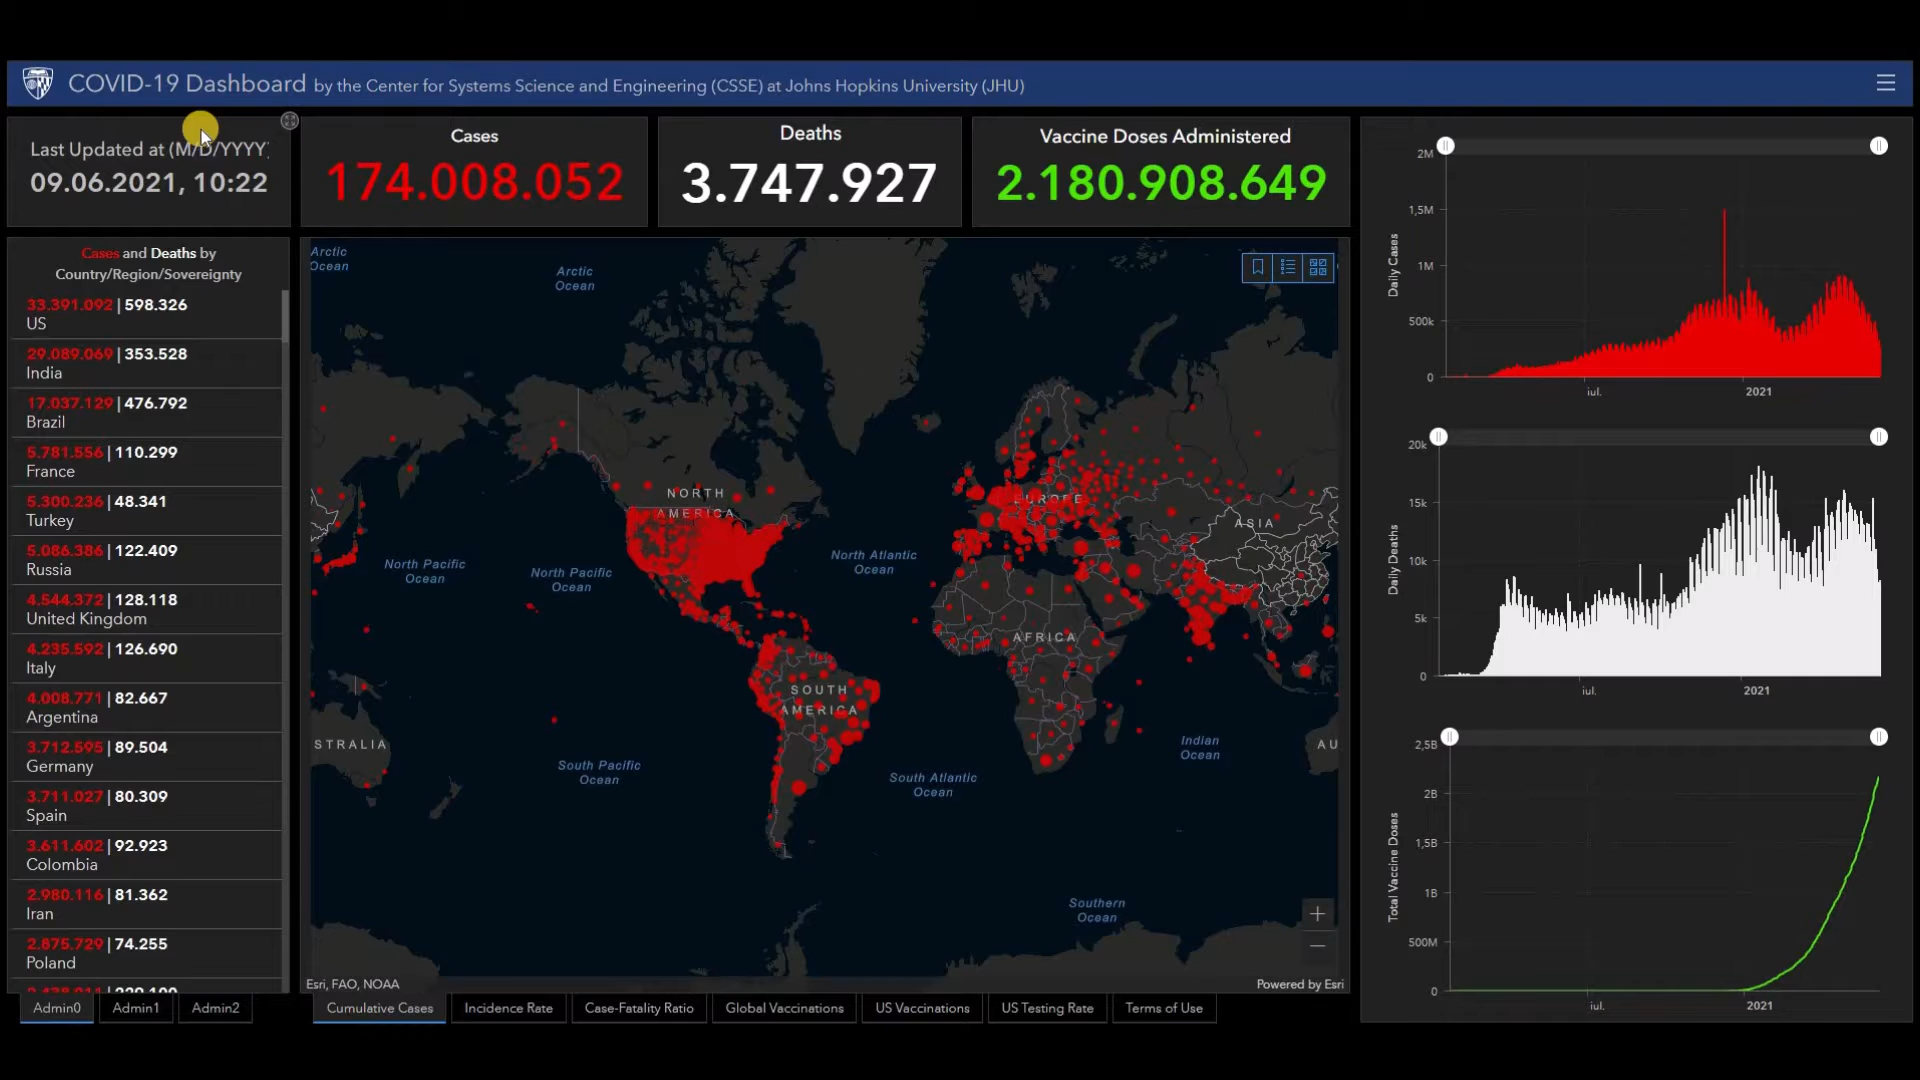 COVID-19 Dashboard by the Center for Systems Science and Engineering (CSSE) at Johns Hopkins University (JHU)
Last Updated at (M/D/YYYY)
09.06.2021, 10:22
Cases
174.008.052
Deaths
3.747.927
Vaccine Doses Administered
2.180.908.649
Cases and Deaths by
Country/Region/Sovereignty
33.391.092 | 598.326
US
29.089.069 | 353.528
India
17.037.129 | 476.792
Brazil
5.781.556 | 110.299
France
5.300.236 | 48.341
Turkey
5.086.386 | 122.409
Russia
4.544.372 | 128.118
United Kingdom
4.235.592 | 126.690
Italy
4.008.771 | 82.667
Argentina
3.712.595 | 89.504
Germany
3.711.027 | 80.309
Spain
3.611.602 | 92.923
Colombia
2.980.116 | 81.362
Iran
2.875.729 | 74.255
Poland
Admin0
Admin1
Admin2
Arctic
Ocean
Arctic
Ocean
NORTH
AMERICA
EUROPE
ASIA
North Pacific
Ocean
North Pacific
Ocean
North Atlantic
Ocean
AFRICA
SOUTH
AMERICA
STRALIA
South Pacific
Ocean
South Atlantic
Ocean
Indian
Ocean
AU
Southern
Ocean
+
−
Esri, FAO, NOAA
Powered by Esri
Cumulative Cases
Incidence Rate
Case-Fatality Ratio
Global Vaccinations
US Vaccinations
US Testing Rate
Terms of Use
Daily Cases
2M
1,5M
1M
500k
0
iul.
2021
Daily Deaths
20k
15k
10k
5k
0
iul.
2021
Total Vaccine Doses
2,5B
2B
1,5B
1B
500M
0
iul.
2021